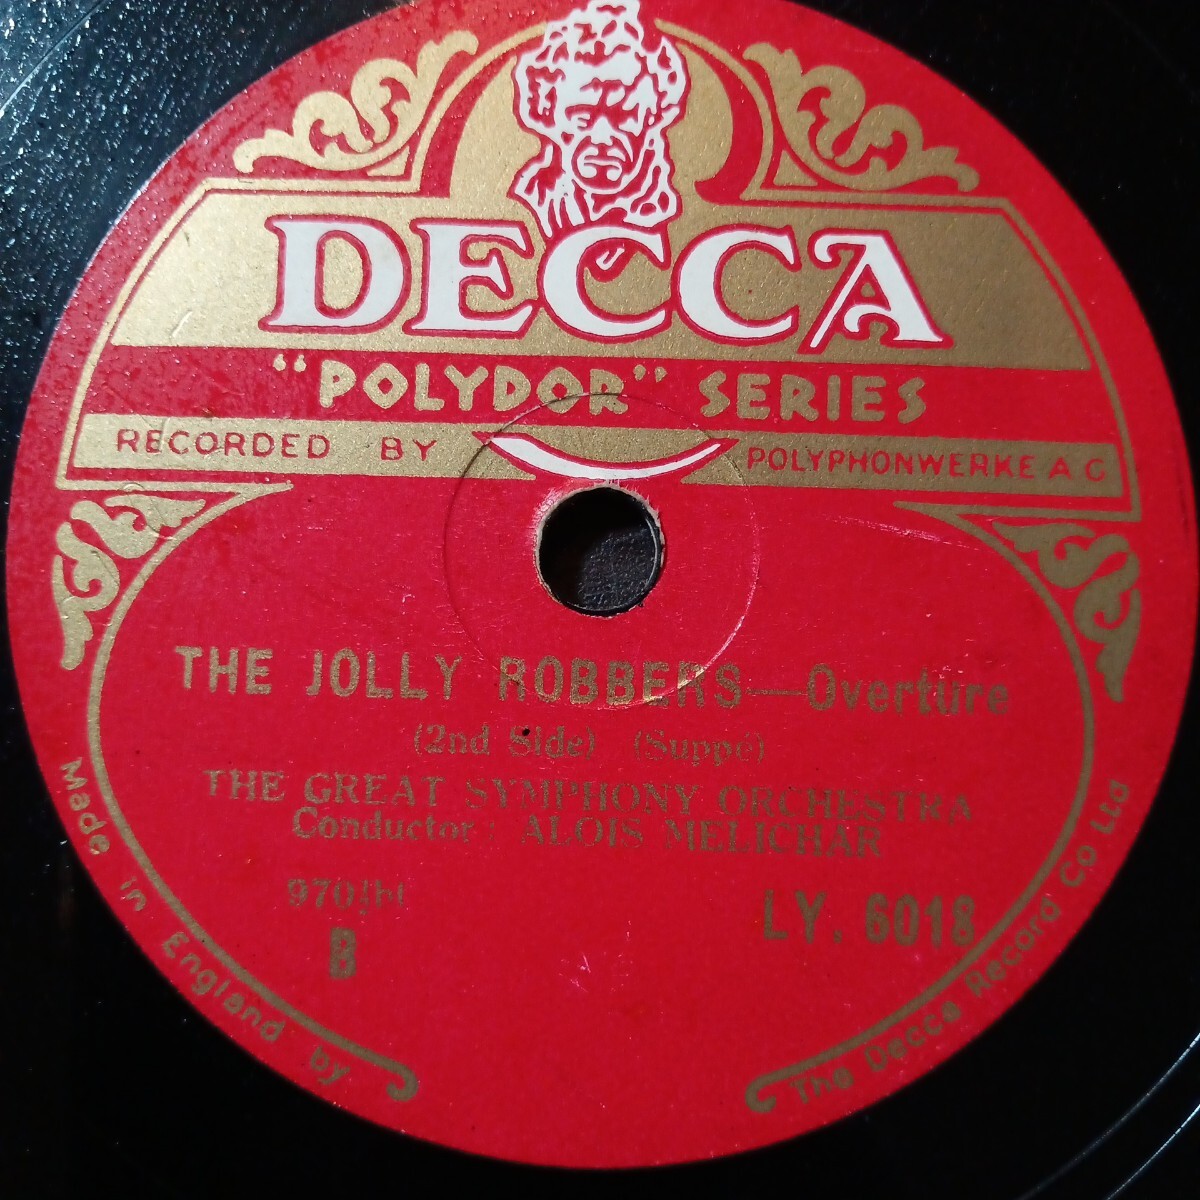 DECCA
"POLYDOR" SERIES
RECORDED BY POLYPHONWERKE A G
THE JOLLY ROBBERS—Overture
(2nd Side) (Suppé)
THE GREAT SYMPHONY ORCHESTRA
Conductor: ALOIS MELICHAR
LY. 6018
B
Made in England by
The Decca Record Co Ltd